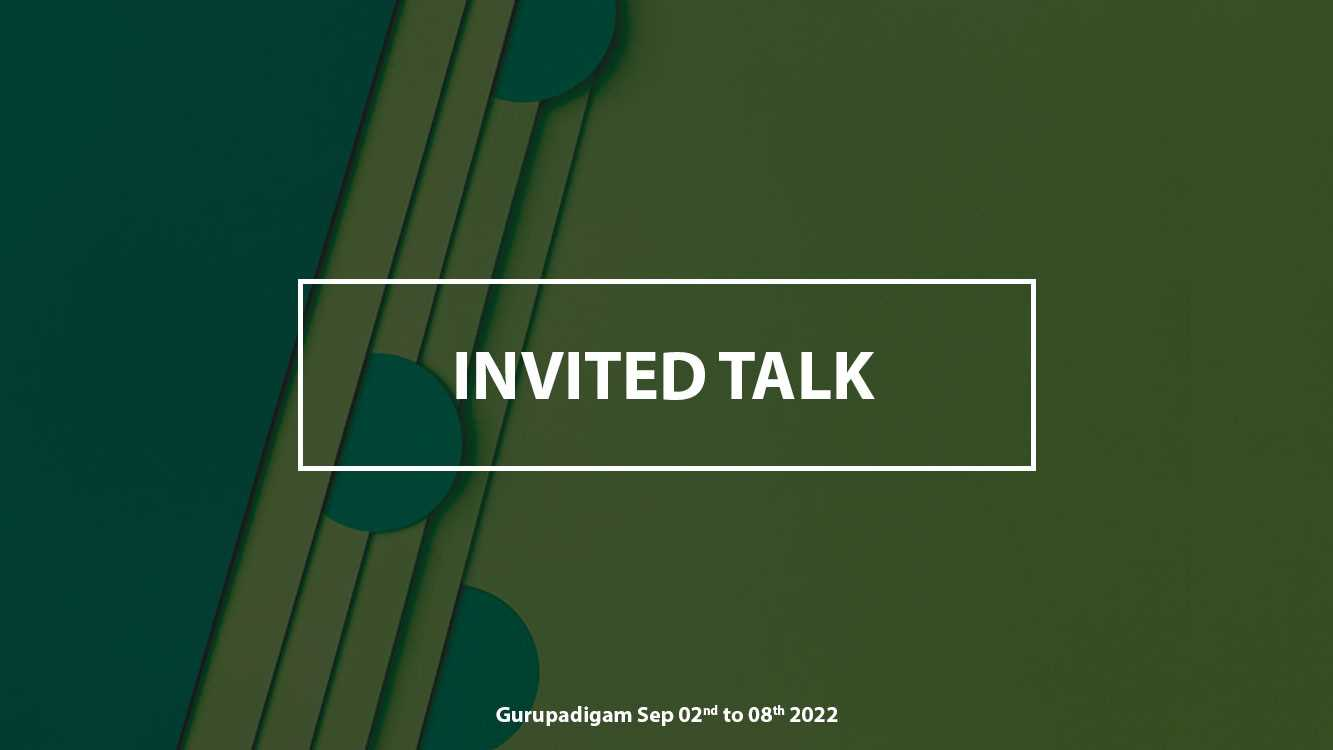 INVITED TALK
Gurupadigam Sep 02nd to 08th 2022